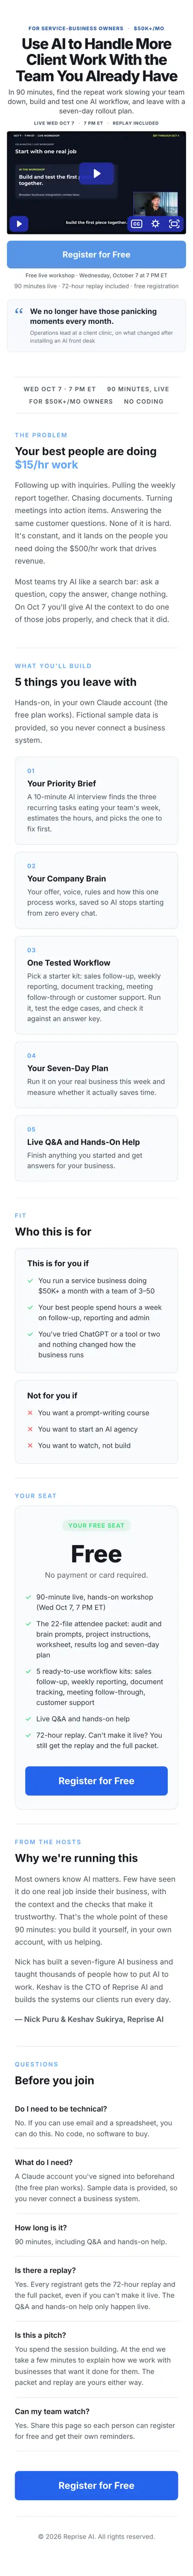 FOR SERVICE-BUSINESS OWNERS · $50K+/MO
Use AI to Handle More
Client Work With the
Team You Already Have
In 90 minutes, find the repeat work slowing your team
down, build and test one AI workflow, and leave with a
seven-day rollout plan.
LIVE WED OCT 7 · 7 PM ET · REPLAY INCLUDED
Start with one real job
build the first piece together.
Register for Free
Free live workshop · Wednesday, October 7 at 7 PM ET
90 minutes · 72-hour replay included · free registration
“ We no longer have those panicking
moments every month.
Operations lead at a client clinic, on what changed after
installing an AI front desk
WED OCT 7 · 7 PM ET 90 MINUTES, LIVE
FOR $50K+/MO OWNERS NO CODING
THE PROBLEM
Your best people are doing
$15/hr work
Following up with inquiries. Pulling the weekly
report together. Chasing documents. Turning
meetings into action items. Answering the
same customer questions. None of it is hard.
It's constant, and it lands on the people you
need doing the $500/hr work that drives
revenue.
Most teams try AI like a search bar: ask a
question, copy the answer, change nothing.
On Oct 7 you'll give AI the context to do one
of those jobs properly, and check that it did.
WHAT YOU'LL BUILD
5 things you leave with
Hands-on, in your own Claude account (the
free plan works). Fictional sample data is
provided, so you never connect a business
system.
01
Your Priority Brief
A 10-minute AI interview finds the three
recurring tasks eating your team's week,
estimates the hours, and picks the one to
fix first.
02
Your Company Brain
Your offer, voice, rules and how this one
process works, saved so AI stops starting
from zero every chat.
03
One Tested Workflow
Pick a starter kit: sales follow-up, weekly
reporting, document tracking, meeting
follow-through or customer support. Run
it, test the edge cases, and check it
against an answer key.
04
Your Seven-Day Plan
Run it on your real business this week and
measure whether it actually saves time.
05
Live Q&A and Hands-On Help
Finish anything you started and get
answers for your business.
FIT
Who this is for
This is for you if
✓ You run a service business doing
$50K+ a month with a team of 3–50
✓ Your best people spend hours a week
on follow-up, reporting and admin
✓ You've tried ChatGPT or a tool or two
and nothing changed how the
business runs
Not for you if
✕ You want a prompt-writing course
✕ You want to start an AI agency
✕ You want to watch, not build
YOUR SEAT
YOUR FREE SEAT
Free
No payment or card required.
✓ 90-minute live, hands-on workshop
(Wed Oct 7, 7 PM ET)
✓ The 22-file attendee packet: audit and
brain prompts, project instructions,
worksheet, results log and seven-day
plan
✓ 5 ready-to-use workflow kits: sales
follow-up, weekly reporting, document
tracking, meeting follow-through,
customer support
✓ Live Q&A and hands-on help
✓ 72-hour replay. Can't make it live? You
still get the replay and the full packet.
Register for Free
FROM THE HOSTS
Why we're running this
Most owners know AI matters. Few have seen
it do one real job inside their business, with
the context and the checks that make it
trustworthy. That's the whole point of these
90 minutes: you build it yourself, in your own
account, with us helping.
Nick has built a seven-figure AI business and
taught thousands of people how to put AI to
work. Keshav is the CTO of Reprise AI and
builds the systems our clients run every day.
— Nick Puru & Keshav Sukirya, Reprise AI
QUESTIONS
Before you join
Do I need to be technical?
No. If you can use email and a spreadsheet, you
can do this. No code, no software to buy.
What do I need?
A Claude account you've signed into beforehand
(the free plan works). Sample data is provided, so
you never connect a business system.
How long is it?
90 minutes, including Q&A and hands-on help.
Is there a replay?
Yes. Every registrant gets the 72-hour replay and
the full packet, even if you can't make it live. The
Q&A and hands-on help only happen live.
Is this a pitch?
You spend the session building. At the end we
take a few minutes to explain how we work with
businesses that want it done for them. The
packet and replay are yours either way.
Can my team watch?
Yes. Share this page so each person can register
for free and get their own reminders.
Register for Free
© 2026 Reprise AI. All rights reserved.